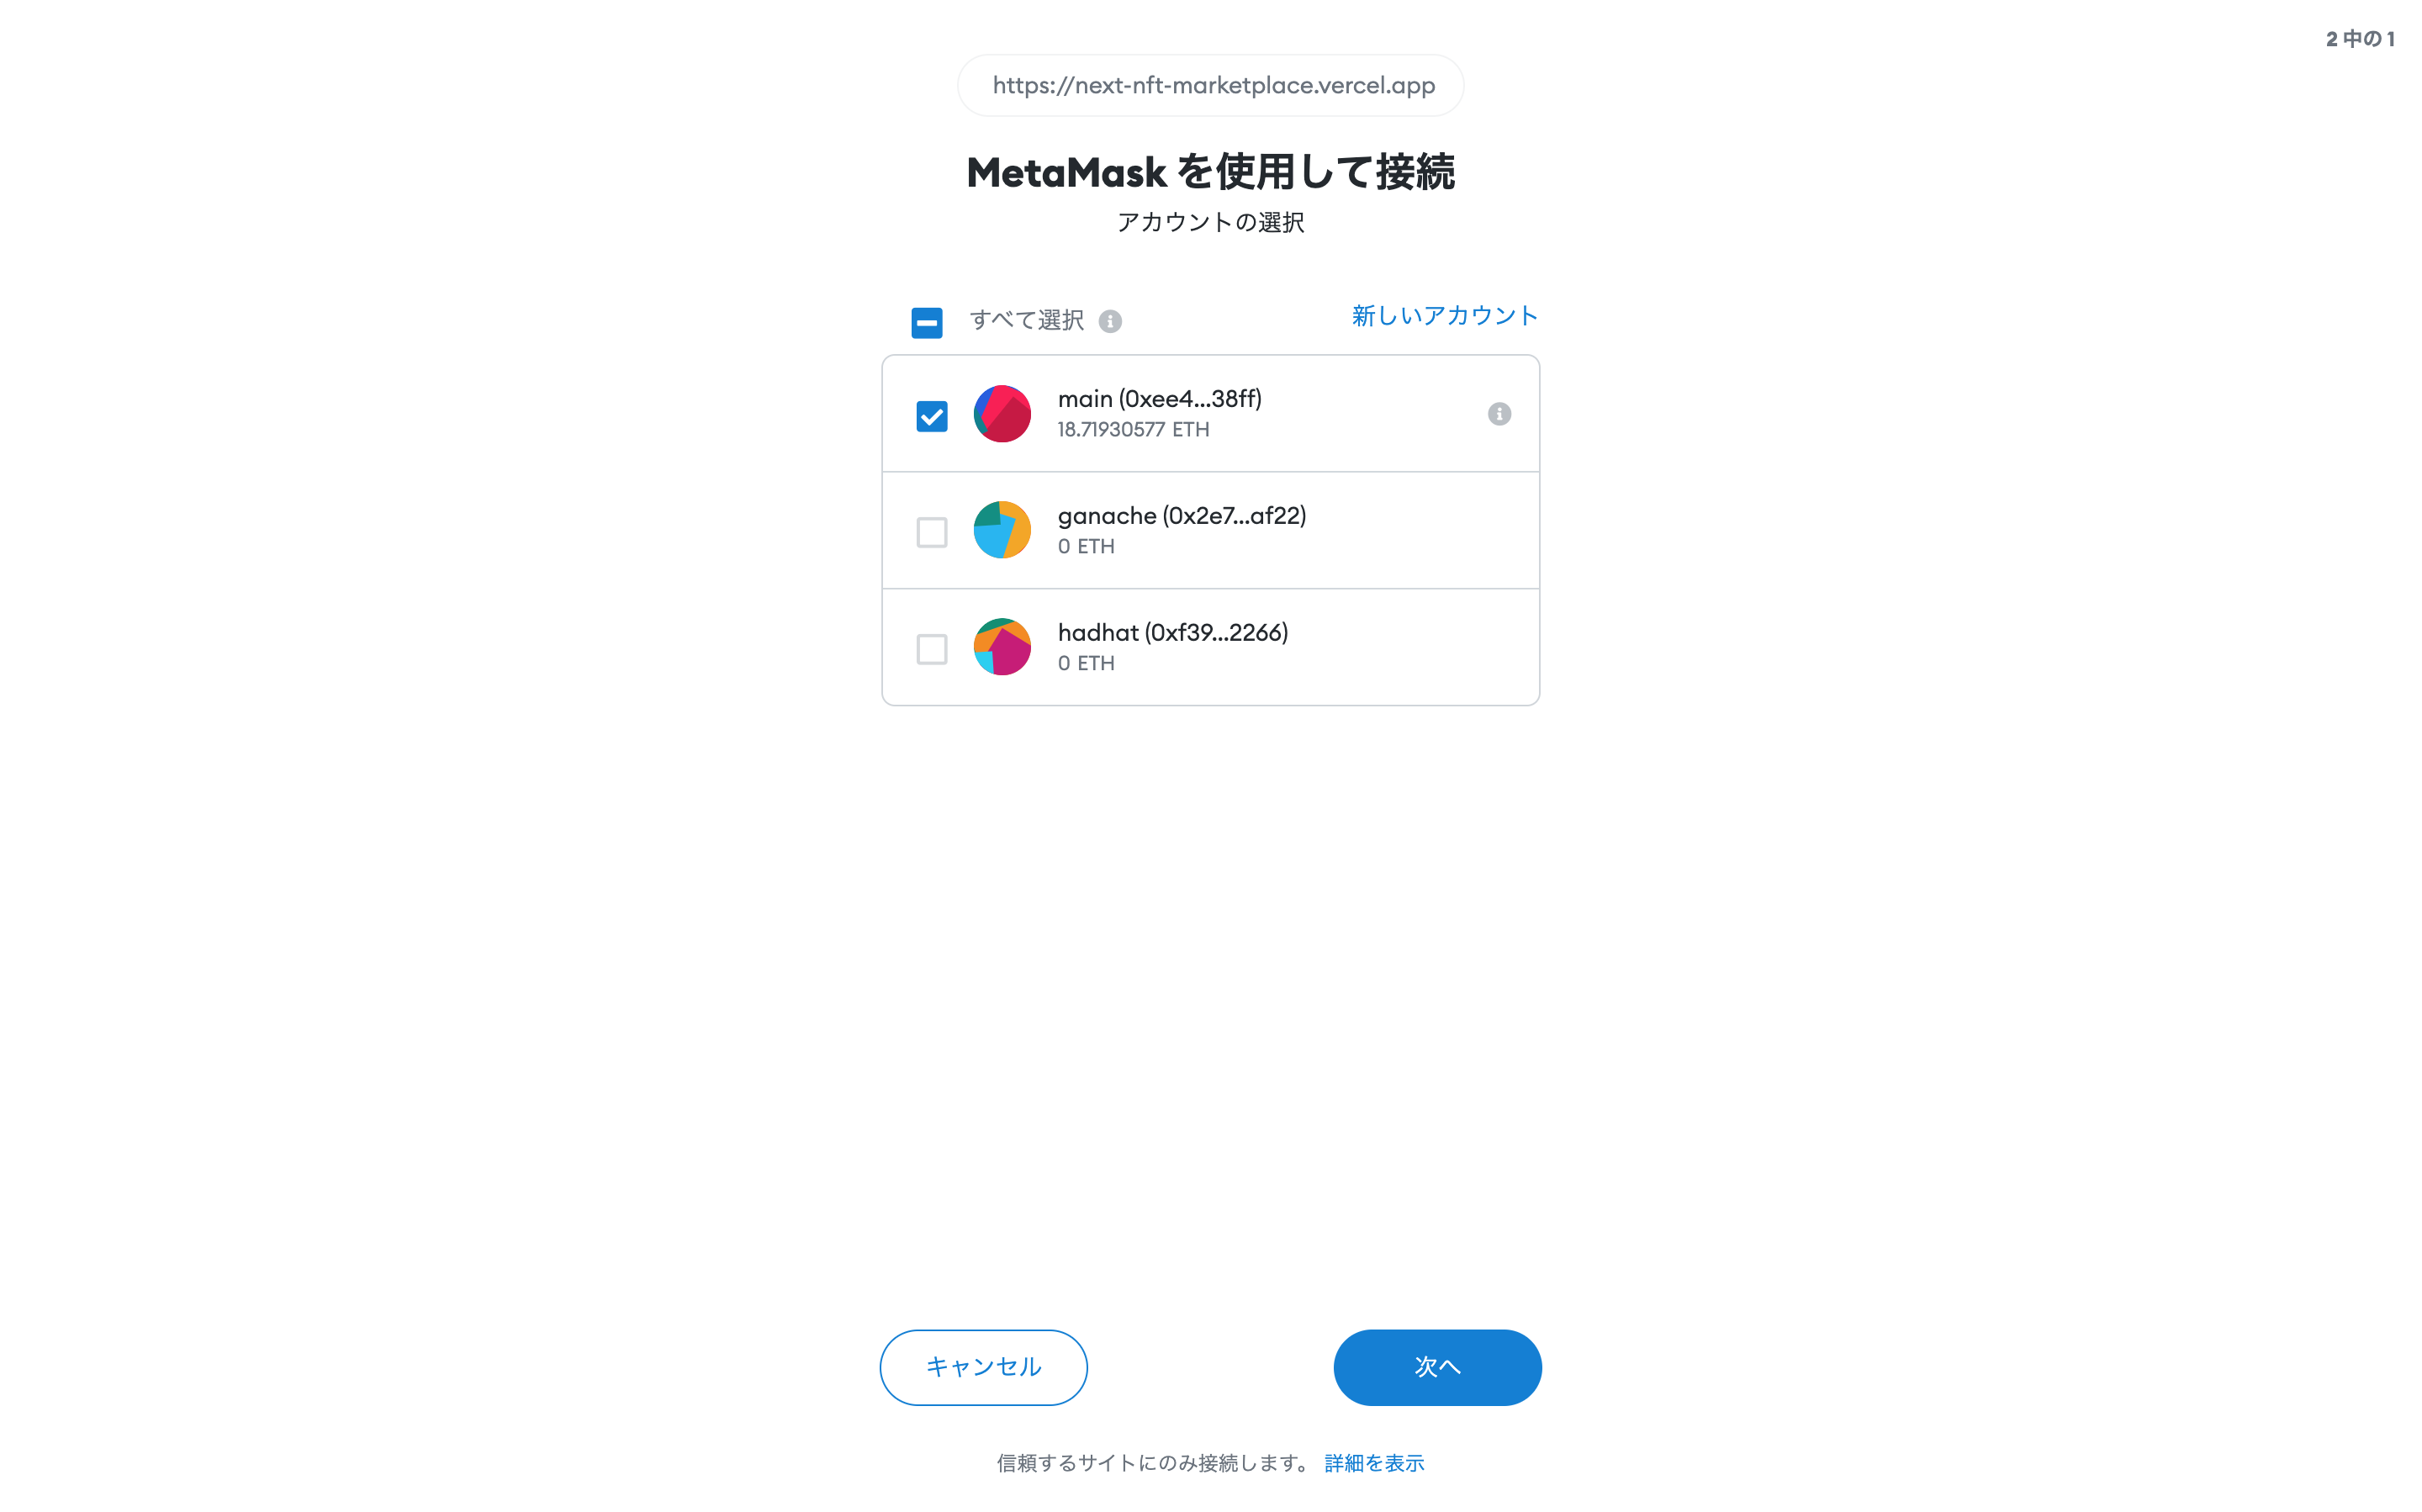 2 中の 1
https://next-nft-marketplace.vercel.app
MetaMask を使用して接続
アカウントの選択
すべて選択
新しいアカウント
main (0xee4...38ff)
18.71930577 ETH
ganache (0x2e7...af22)
0 ETH
hadhat (0xf39...2266)
0 ETH
キャンセル
次へ
信頼するサイトにのみ接続します。 詳細を表示